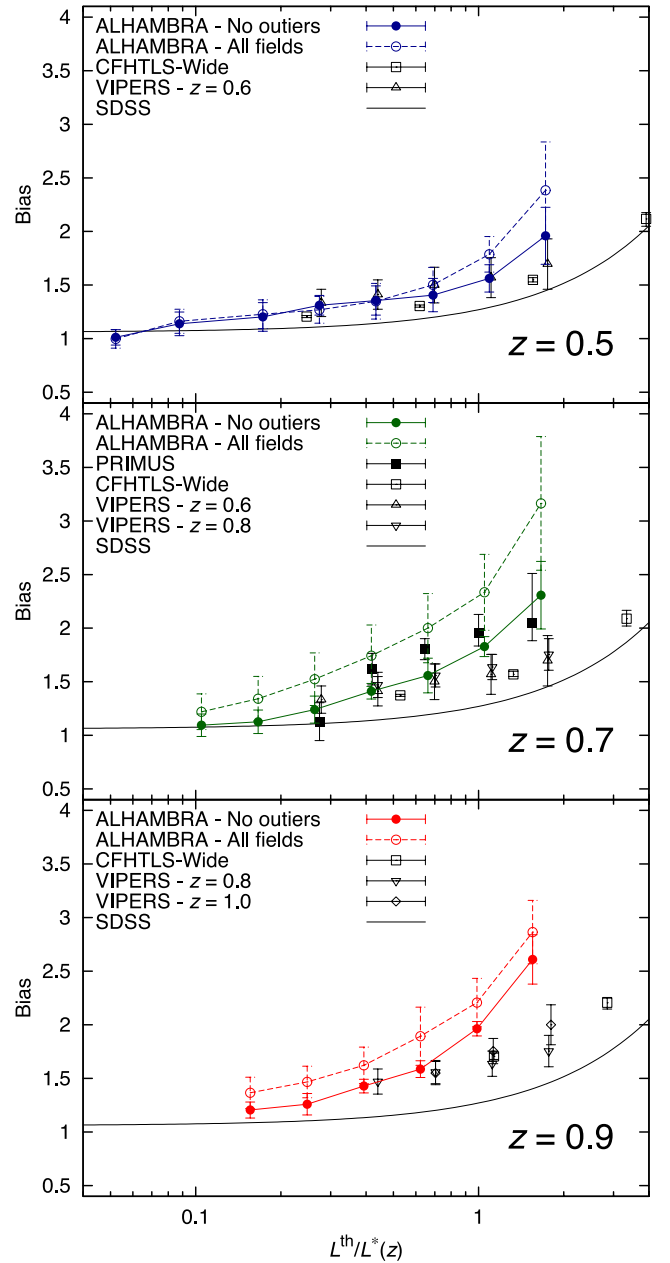 4
3.5
3
2.5
2
1.5
1
0.5
Bias
ALHAMBRA - No outliers
ALHAMBRA - All fields
CFHTLS-Wide
VIPERS - z = 0.6
SDSS
z = 0.5
4
3.5
3
2.5
2
1.5
1
0.5
Bias
ALHAMBRA - No outliers
ALHAMBRA - All fields
PRIMUS
CFHTLS-Wide
VIPERS - z = 0.6
VIPERS - z = 0.8
SDSS
z = 0.7
4
3.5
3
2.5
2
1.5
1
0.5
Bias
ALHAMBRA - No outliers
ALHAMBRA - All fields
CFHTLS-Wide
VIPERS - z = 0.8
VIPERS - z = 1.0
SDSS
z = 0.9
0.1 1
L^th/L^*(z)